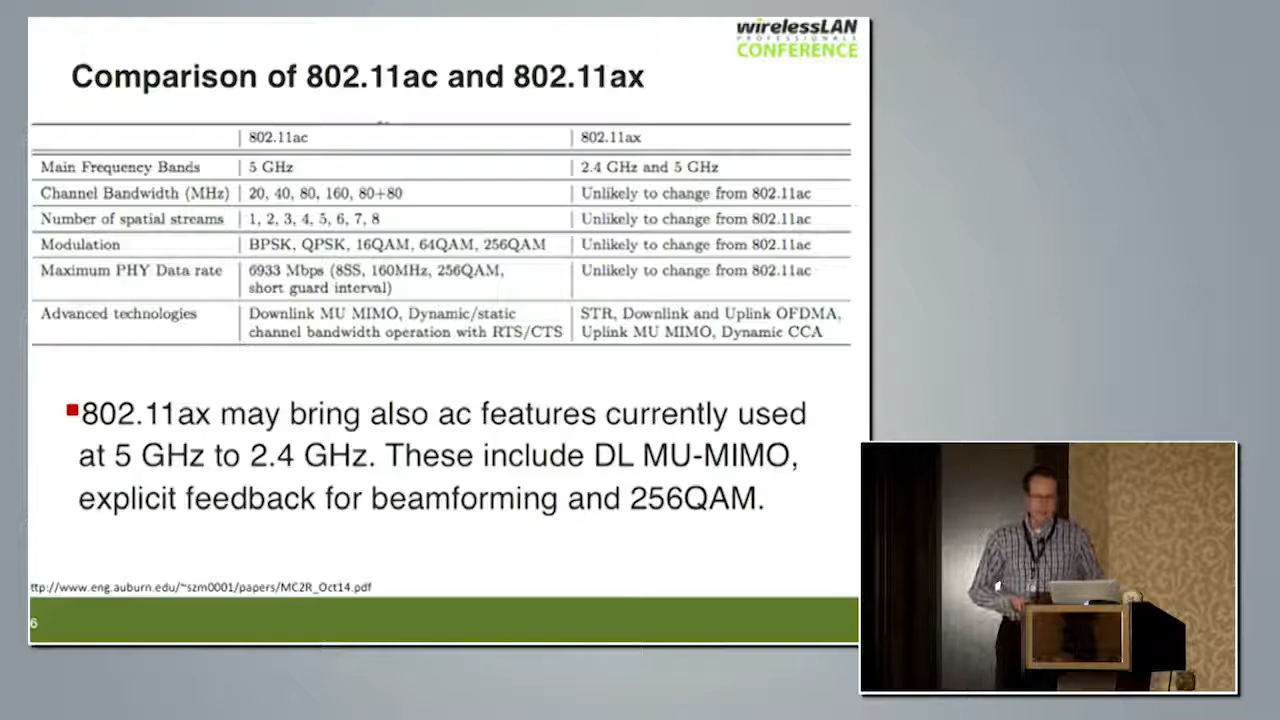 wirelessLAN
PROFESSIONALS
CONFERENCE
Comparison of 802.11ac and 802.11ax
802.11ac 802.11ax
Main Frequency Bands 5 GHz 2.4 GHz and 5 GHz
Channel Bandwidth (MHz) 20, 40, 80, 160, 80+80 Unlikely to change from 802.11ac
Number of spatial streams 1, 2, 3, 4, 5, 6, 7, 8 Unlikely to change from 802.11ac
Modulation BPSK, QPSK, 16QAM, 64QAM, 256QAM Unlikely to change from 802.11ac
Maximum PHY Data rate 6933 Mbps (8SS, 160MHz, 256QAM, Unlikely to change from 802.11ac
short guard interval)
Advanced technologies Downlink MU MIMO, Dynamic/static STR, Downlink and Uplink OFDMA,
channel bandwidth operation with RTS/CTS Uplink MU MIMO, Dynamic CCA
802.11ax may bring also ac features currently used
at 5 GHz to 2.4 GHz. These include DL MU-MIMO,
explicit feedback for beamforming and 256QAM.
ttp://www.eng.auburn.edu/~szm0001/papers/MC2R_Oct14.pdf
6